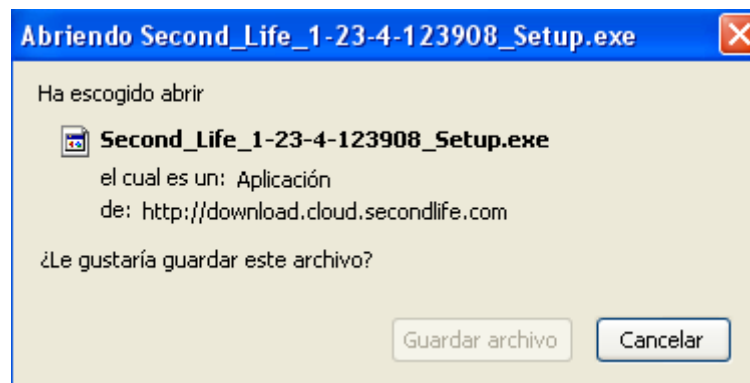 Abriendo Second_Life_1-23-4-123908_Setup.exe
Ha escogido abrir
Second_Life_1-23-4-123908_Setup.exe
el cual es un: Aplicación
de: http://download.cloud.secondlife.com
¿Le gustaría guardar este archivo?
Guardar archivo Cancelar